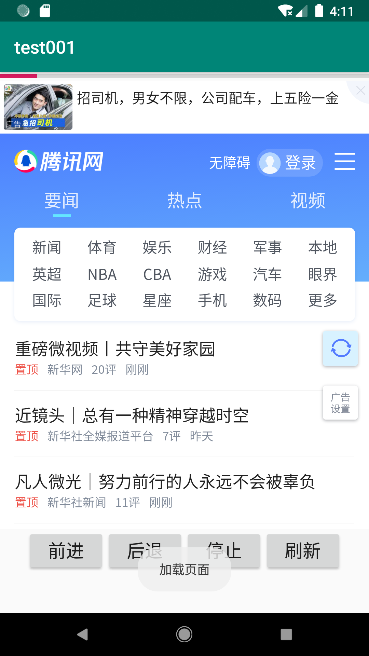 4:11
test001
招司机，男女不限，公司配车，上五险一金
广告 急招司机
腾讯网 无障碍 登录
要闻 热点 视频
新闻 体育 娱乐 财经 军事 本地
英超 NBA CBA 游戏 汽车 眼界
国际 足球 星座 手机 数码 更多
重磅微视频丨共守美好家园
置顶 新华网 20评 刚刚
广告
设置
近镜头｜总有一种精神穿越时空
置顶 新华社全媒报道平台 7评 昨天
凡人微光｜努力前行的人永远不会被辜负
置顶 新华社新闻 11评 刚刚
前进 后退 停止 刷新
加载页面